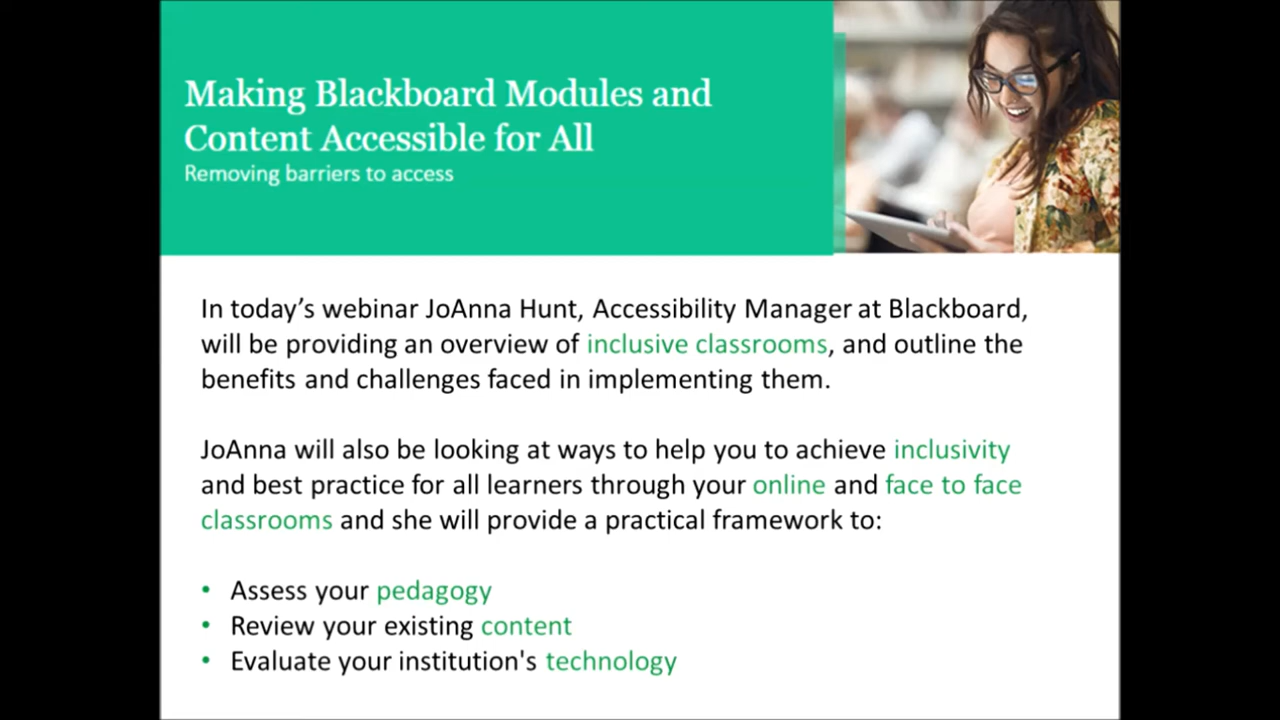 Making Blackboard Modules and
Content Accessible for All
Removing barriers to access
In today’s webinar JoAnna Hunt, Accessibility Manager at Blackboard,
will be providing an overview of inclusive classrooms, and outline the
benefits and challenges faced in implementing them.
JoAnna will also be looking at ways to help you to achieve inclusivity
and best practice for all learners through your online and face to face
classrooms and she will provide a practical framework to:
• Assess your pedagogy
• Review your existing content
• Evaluate your institution's technology